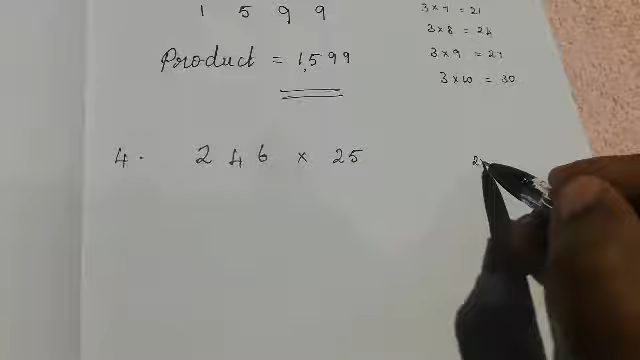 3 × 7 = 21
3 × 8 = 24
3 × 9 = 27
3 × 10 = 30
1 5 9 9
Product = 1,599
4. 2 4 6 × 25
2